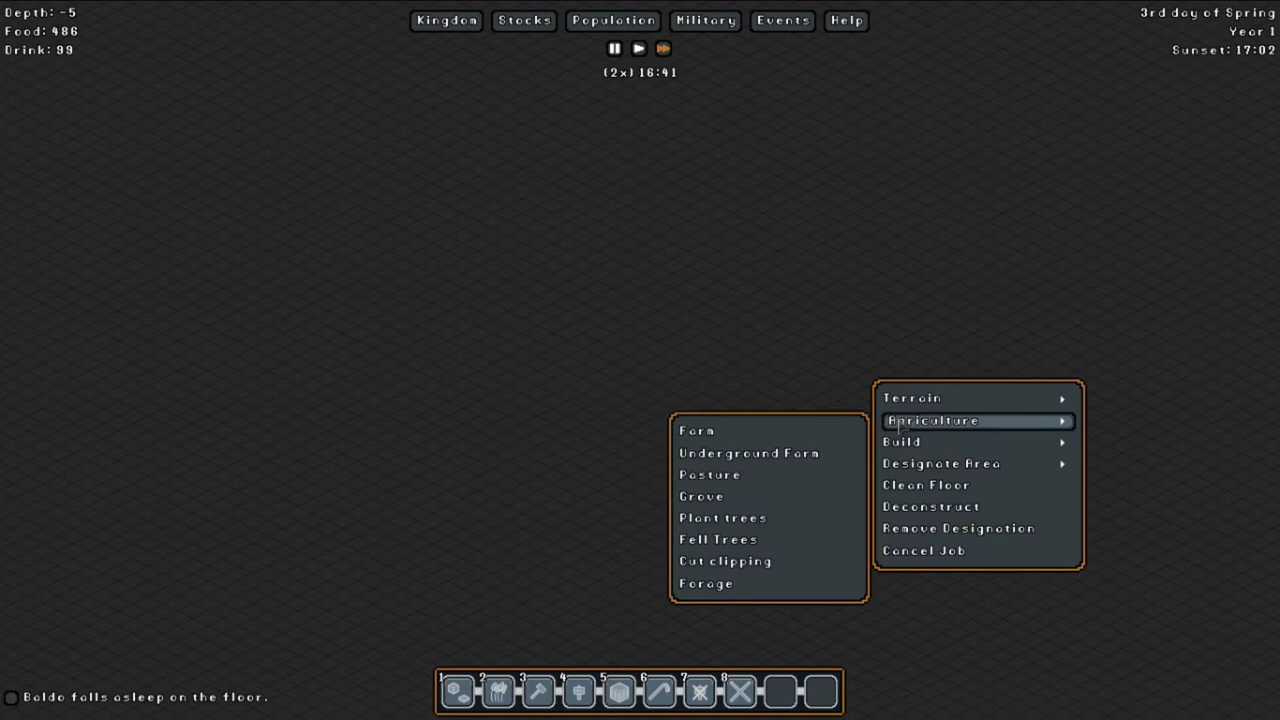 Depth: -5
Food: 486
Drink: 99
Kingdom Stocks Population Military Events Help
(2x) 16:41
3rd day of Spring
Year 1
Sunset: 17:02
Terrain
Agriculture
Build
Designate Area
Clean Floor
Deconstruct
Remove Designation
Cancel Job
Farm
Underground Farm
Pasture
Grove
Plant trees
Fell Trees
Cut clipping
Forage
1 2 3 4 5 6 7 8
Baldo falls asleep on the floor.